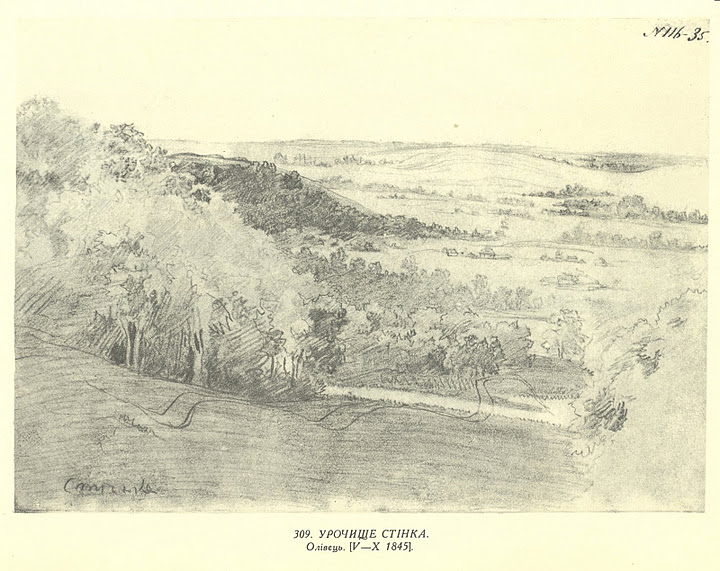 №116-35.
309. УРОЧИЩЕ СТІНКА.
Олівець. [V—X 1845].